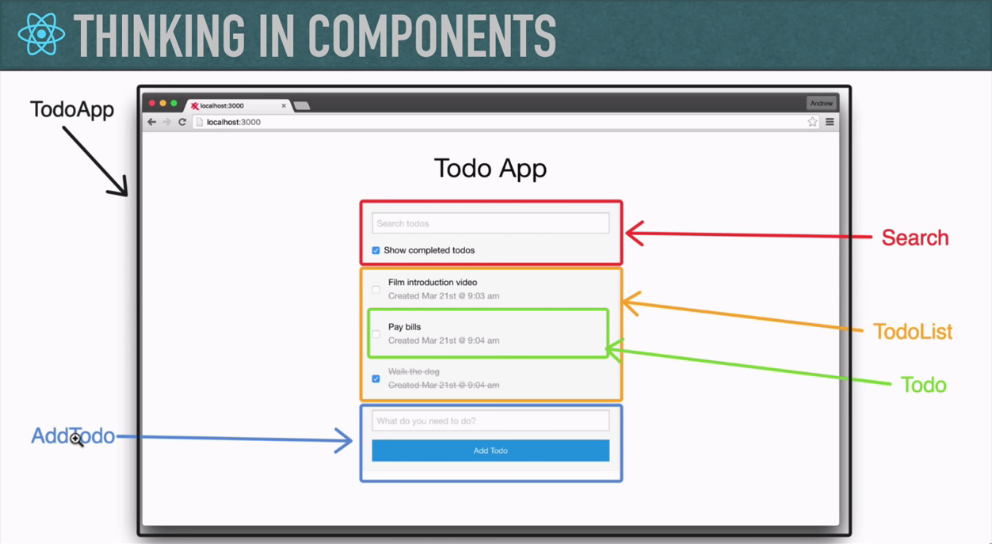 THINKING IN COMPONENTS
TodoApp
localhost:3000
Andrew
localhost:3000
Todo App
Search todos
Show completed todos
Search
Film introduction video
Created Mar 21st @ 9:03 am
TodoList
Pay bills
Created Mar 21st @ 9:04 am
Todo
Walk the dog
Created Mar 21st @ 9:04 am
AddTodo
What do you need to do?
Add Todo